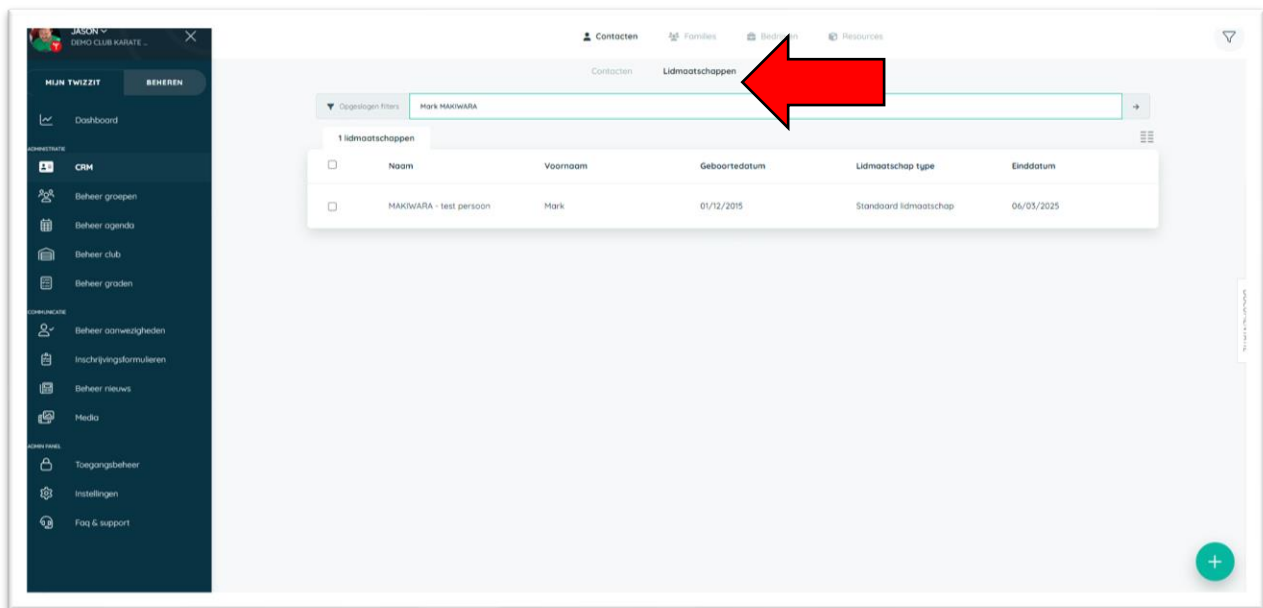 JASON
DEMO CLUB KARATE ...
MIJN TWIZZIT
BEHEREN
Dashboard
ADMINISTRATIE
CRM
Beheer groepen
Beheer agenda
Beheer club
Beheer graden
COMMUNICATIE
Beheer aanwezigheden
Inschrijvingsformulieren
Beheer nieuws
Media
ADMIN PANEL
Toegangsbeheer
Instellingen
Faq & support
Contacten Families Resources
Contacten Lidmaatschappen
Opgeslagen filters Mark MAKIWARA
1 lidmaatschappen
Naam Voornaam Geboortedatum Lidmaatschap type Einddatum
MAKIWARA - test persoon Mark 01/12/2015 Standaard lidmaatschap 06/03/2025